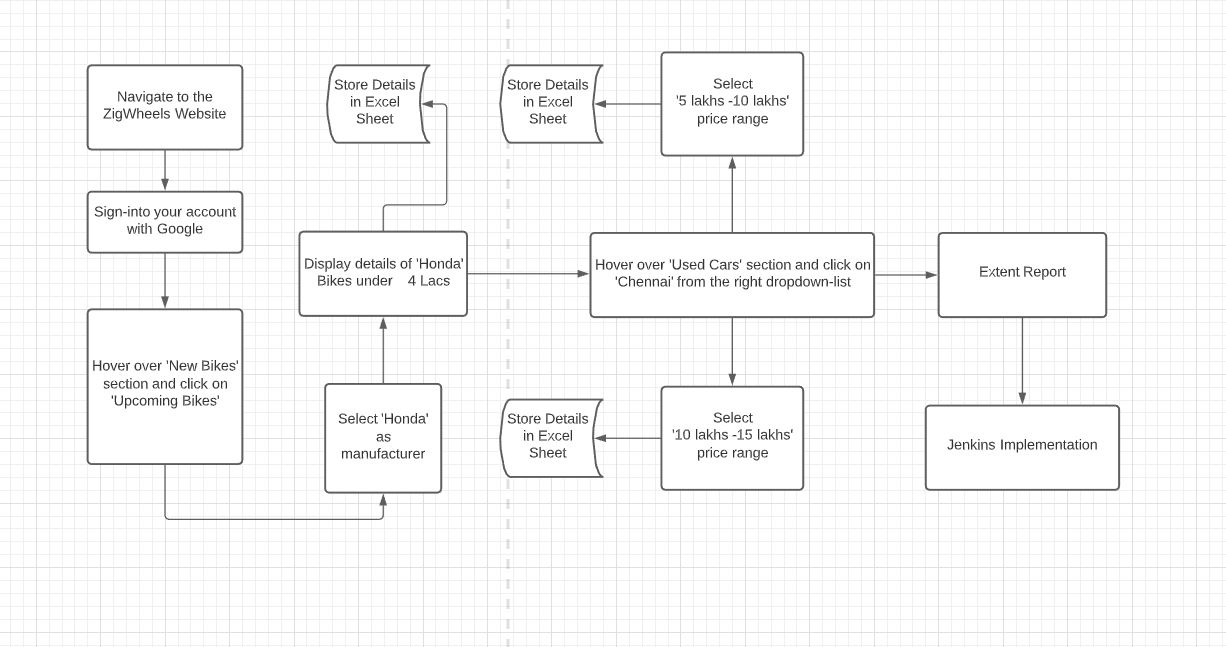 Navigate to the
ZigWheels Website
Sign-into your account
with Google
Hover over 'New Bikes'
section and click on
'Upcoming Bikes'
Select 'Honda'
as
manufacturer
Display details of 'Honda'
Bikes under    4 Lacs
Store Details
in Excel
Sheet
Hover over 'Used Cars' section and click on
'Chennai' from the right dropdown-list
Select
'5 lakhs -10 lakhs'
price range
Store Details
in Excel
Sheet
Select
'10 lakhs -15 lakhs'
price range
Store Details
in Excel
Sheet
Extent Report
Jenkins Implementation